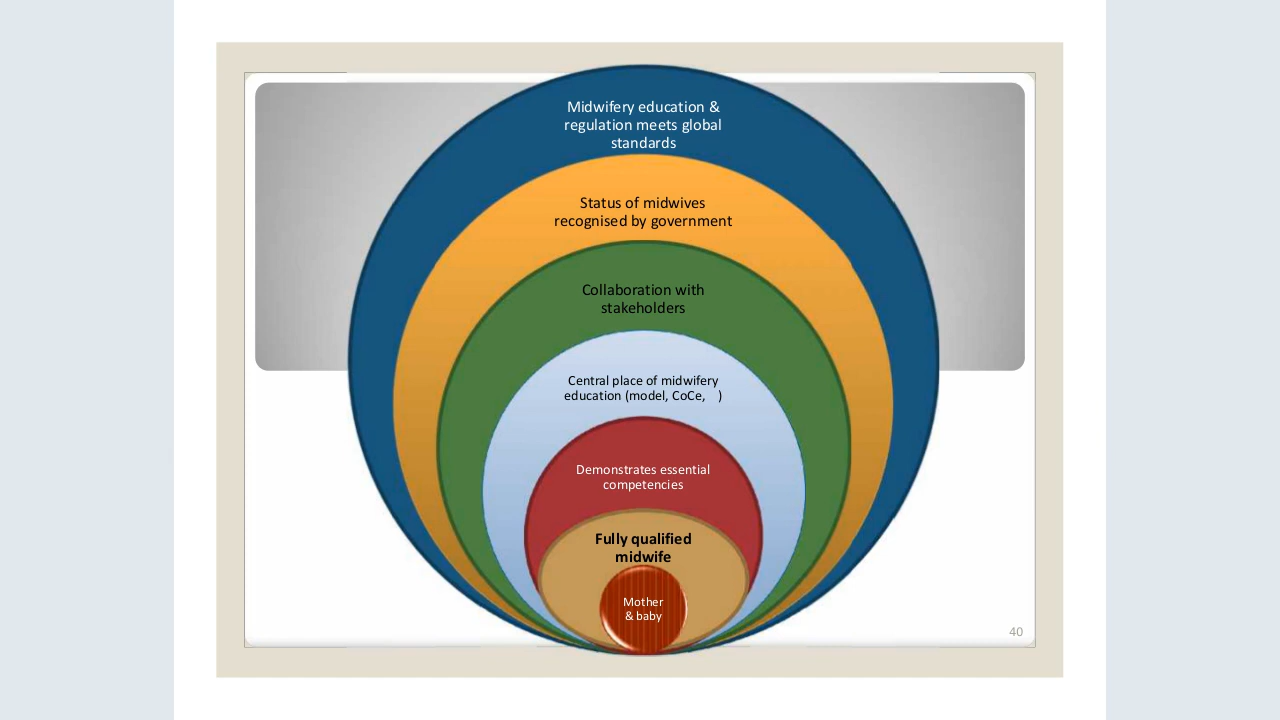 Midwifery education &
regulation meets global
standards
Status of midwives
recognised by government
Collaboration with
stakeholders
Central place of midwifery
education (model, CoCe,   )
Demonstrates essential
competencies
Fully qualified
midwife
Mother
& baby
40